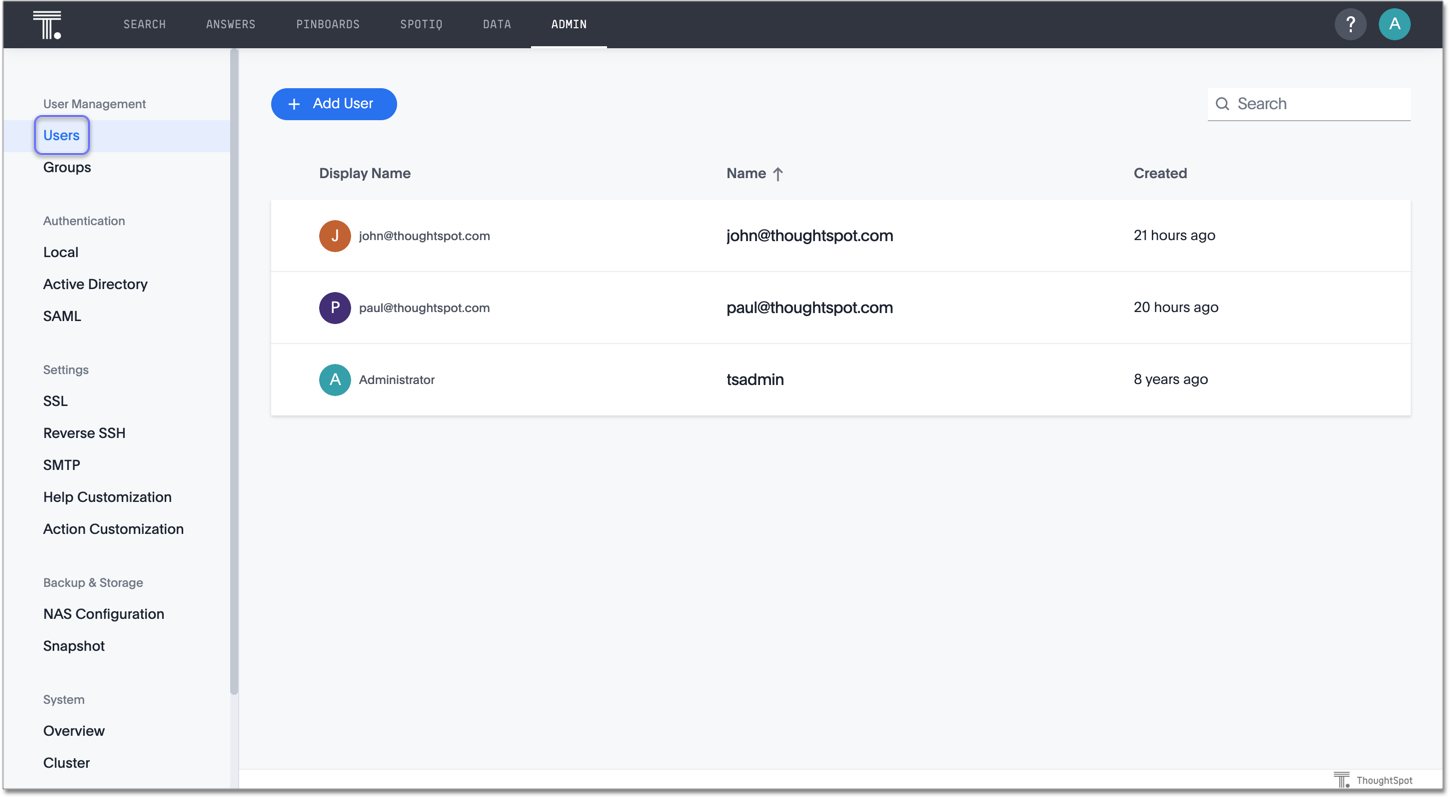 SEARCH ANSWERS PINBOARDS SPOTIQ DATA ADMIN ? A
User Management
Users
Groups
Authentication
Local
Active Directory
SAML
Settings
SSL
Reverse SSH
SMTP
Help Customization
Action Customization
Backup & Storage
NAS Configuration
Snapshot
System
Overview
Cluster
+ Add User
Search
Display Name Name ↑ Created
J john@thoughtspot.com john@thoughtspot.com 21 hours ago
P paul@thoughtspot.com paul@thoughtspot.com 20 hours ago
A Administrator tsadmin 8 years ago
ThoughtSpot